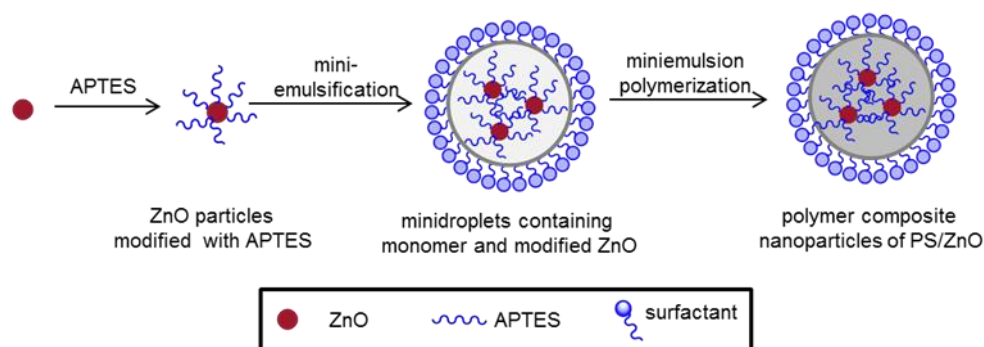 APTES
mini-
emulsification
miniemulsion
polymerization
ZnO particles
modified with APTES
minidroplets containing
monomer and modified ZnO
polymer composite
nanoparticles of PS/ZnO
ZnO
APTES
surfactant